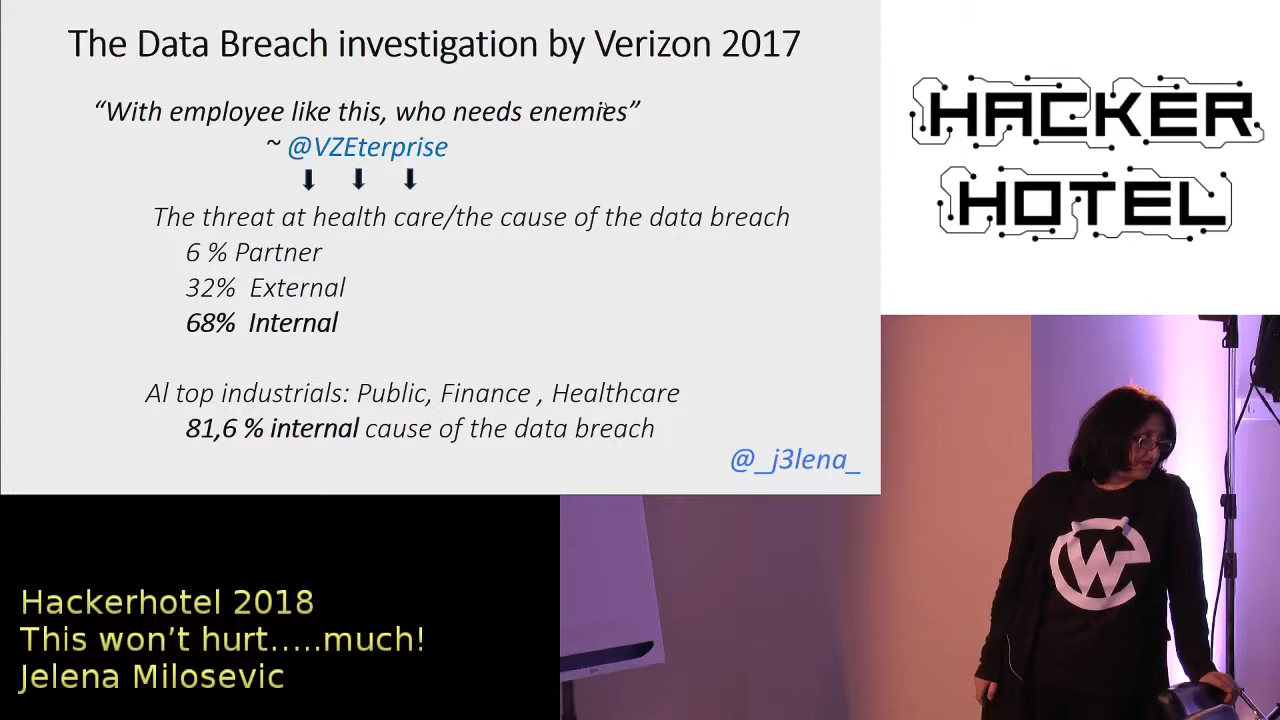 The Data Breach investigation by Verizon 2017
“With employee like this, who needs enemies”
~ @VZEterprise
The threat at health care/the cause of the data breach
6 % Partner
32% External
68% Internal
Al top industrials: Public, Finance , Healthcare
81,6 % internal cause of the data breach
@_j3lena_
HACKER
HOTEL
Hackerhotel 2018
This won’t hurt.....much!
Jelena Milosevic